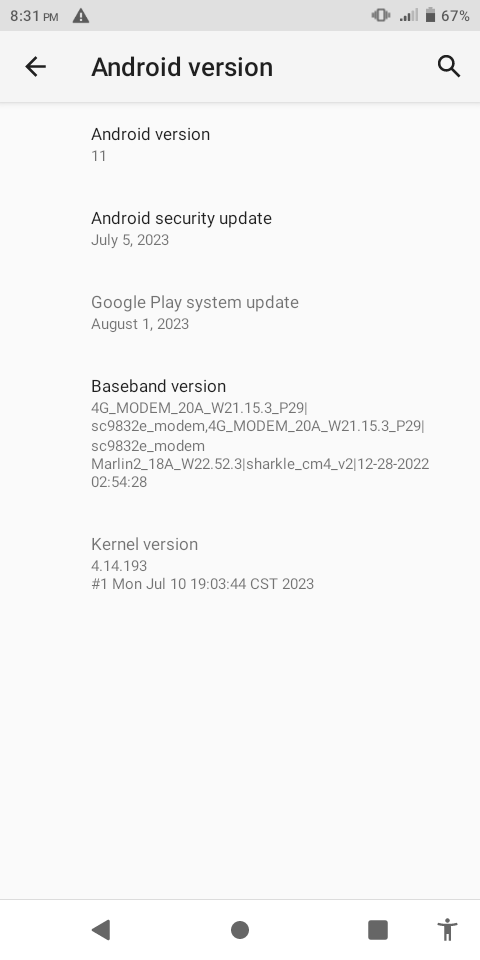 8:31 PM
67%
Android version
Android version
11
Android security update
July 5, 2023
Google Play system update
August 1, 2023
Baseband version
4G_MODEM_20A_W21.15.3_P29|
sc9832e_modem,4G_MODEM_20A_W21.15.3_P29|
sc9832e_modem
Marlin2_18A_W22.52.3|sharkle_cm4_v2|12-28-2022
02:54:28
Kernel version
4.14.193
#1 Mon Jul 10 19:03:44 CST 2023